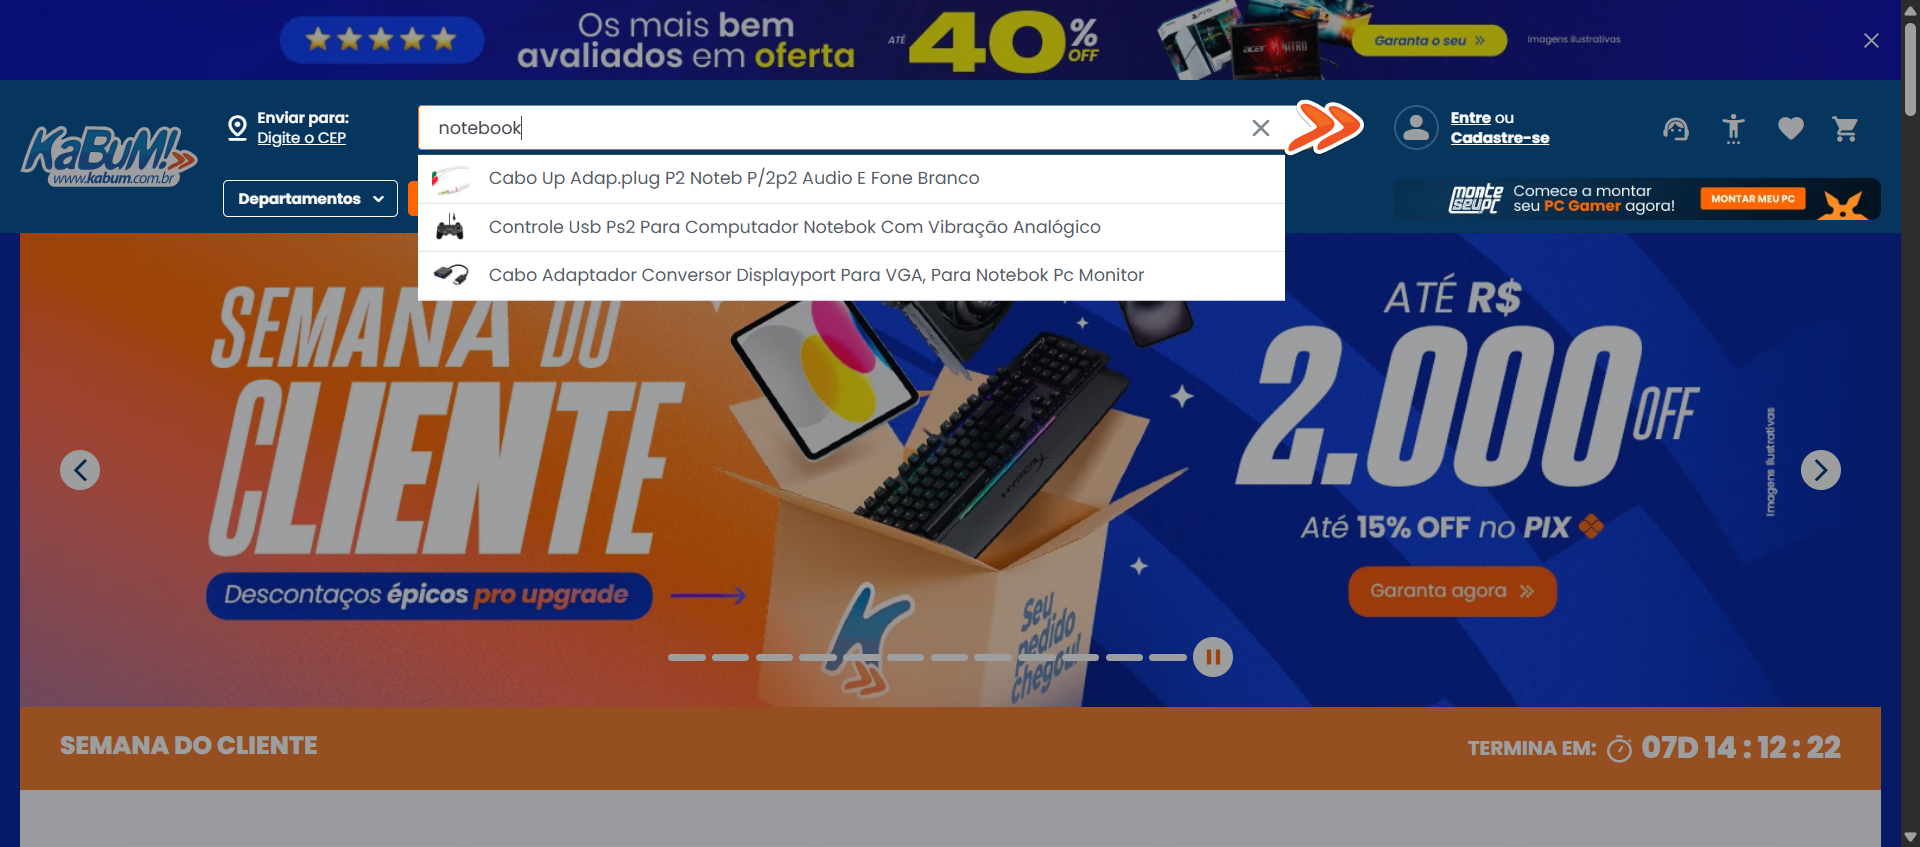 Os mais bem
avaliados em oferta
ATÉ 40% OFF
acer NITRO
Garanta o seu »
Imagens ilustrativas
KaBuM!
www.kabum.com.br
Enviar para:
Digite o CEP
notebook
Entre ou
Cadastre-se
Departamentos
monte seu PC
Comece a montar
seu PC Gamer agora!
MONTAR MEU PC
Cabo Up Adap.plug P2 Noteb P/2p2 Audio E Fone Branco
Controle Usb Ps2 Para Computador Notebok Com Vibração Analógico
Cabo Adaptador Conversor Displayport Para VGA, Para Notebok Pc Monitor
SEMANA DO
CLIENTE
Descontaços épicos pro upgrade
HYPERX
Seu
pedido
chegou!
ATÉ R$
2.000 OFF
Até 15% OFF no PIX
Garanta agora »
Imagens ilustrativas
SEMANA DO CLIENTE
TERMINA EM: 07D 14 : 12 : 22